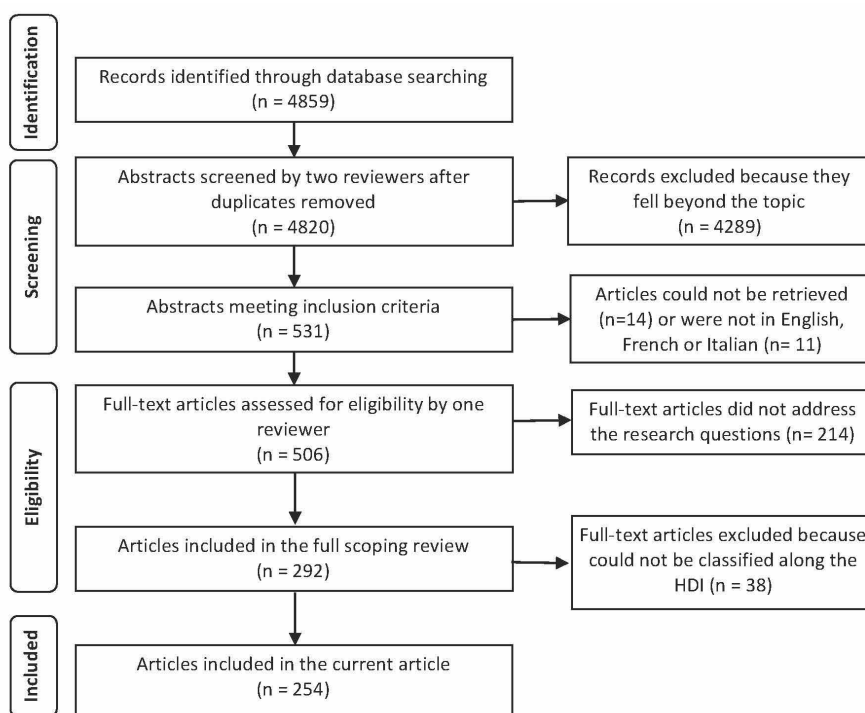 Identification
Records identified through database searching
(n = 4859)
Screening
Abstracts screened by two reviewers after
duplicates removed
(n = 4820)
Records excluded because they
fell beyond the topic
(n = 4289)
Abstracts meeting inclusion criteria
(n = 531)
Articles could not be retrieved
(n=14) or were not in English,
French or Italian (n= 11)
Eligibility
Full-text articles assessed for eligibility by one
reviewer
(n = 506)
Full-text articles did not address
the research questions (n= 214)
Articles included in the full scoping review
(n = 292)
Full-text articles excluded because
could not be classified along the
HDI (n = 38)
Included
Articles included in the current article
(n = 254)